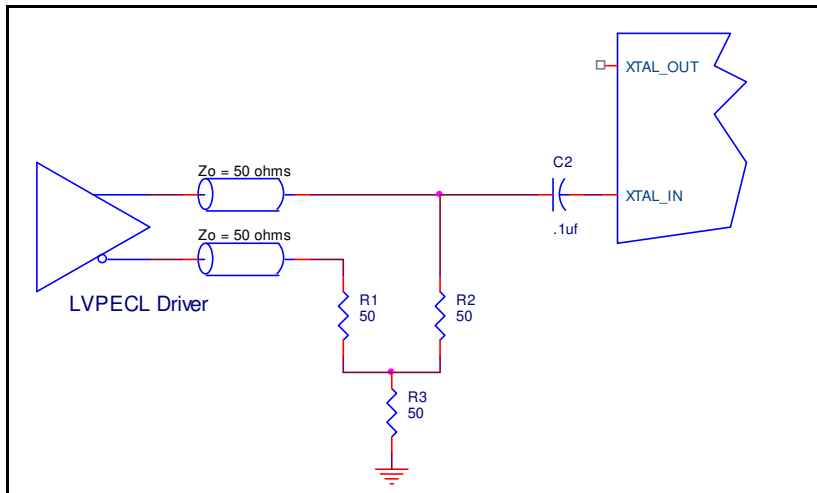 XTAL_OUT
C2
Zo = 50 ohms
XTAL_IN
.1uf
Zo = 50 ohms
LVPECL Driver
R1
50
R2
50
R3
50